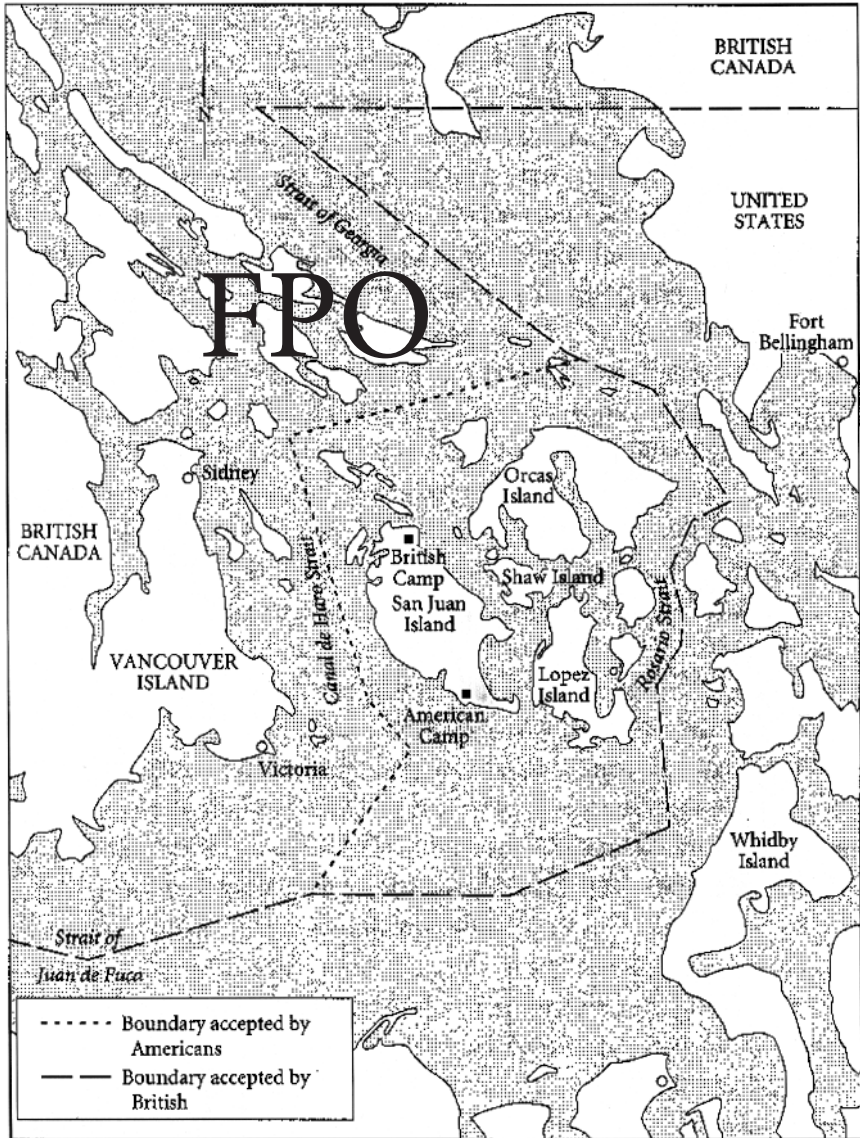 BRITISH
CANADA
N
Strait of Georgia
UNITED
STATES
FPO
Fort
Bellingham
Sidney
Orcas
Island
BRITISH
CANADA
British
Camp
Shaw Island
San Juan
Island
Canal de Haro Strait
Rosario Strait
VANCOUVER
ISLAND
Lopez
Island
American
Camp
Victoria
Whidby
Island
Strait of
Juan de Fuca
Boundary accepted by
Americans
Boundary accepted by
British